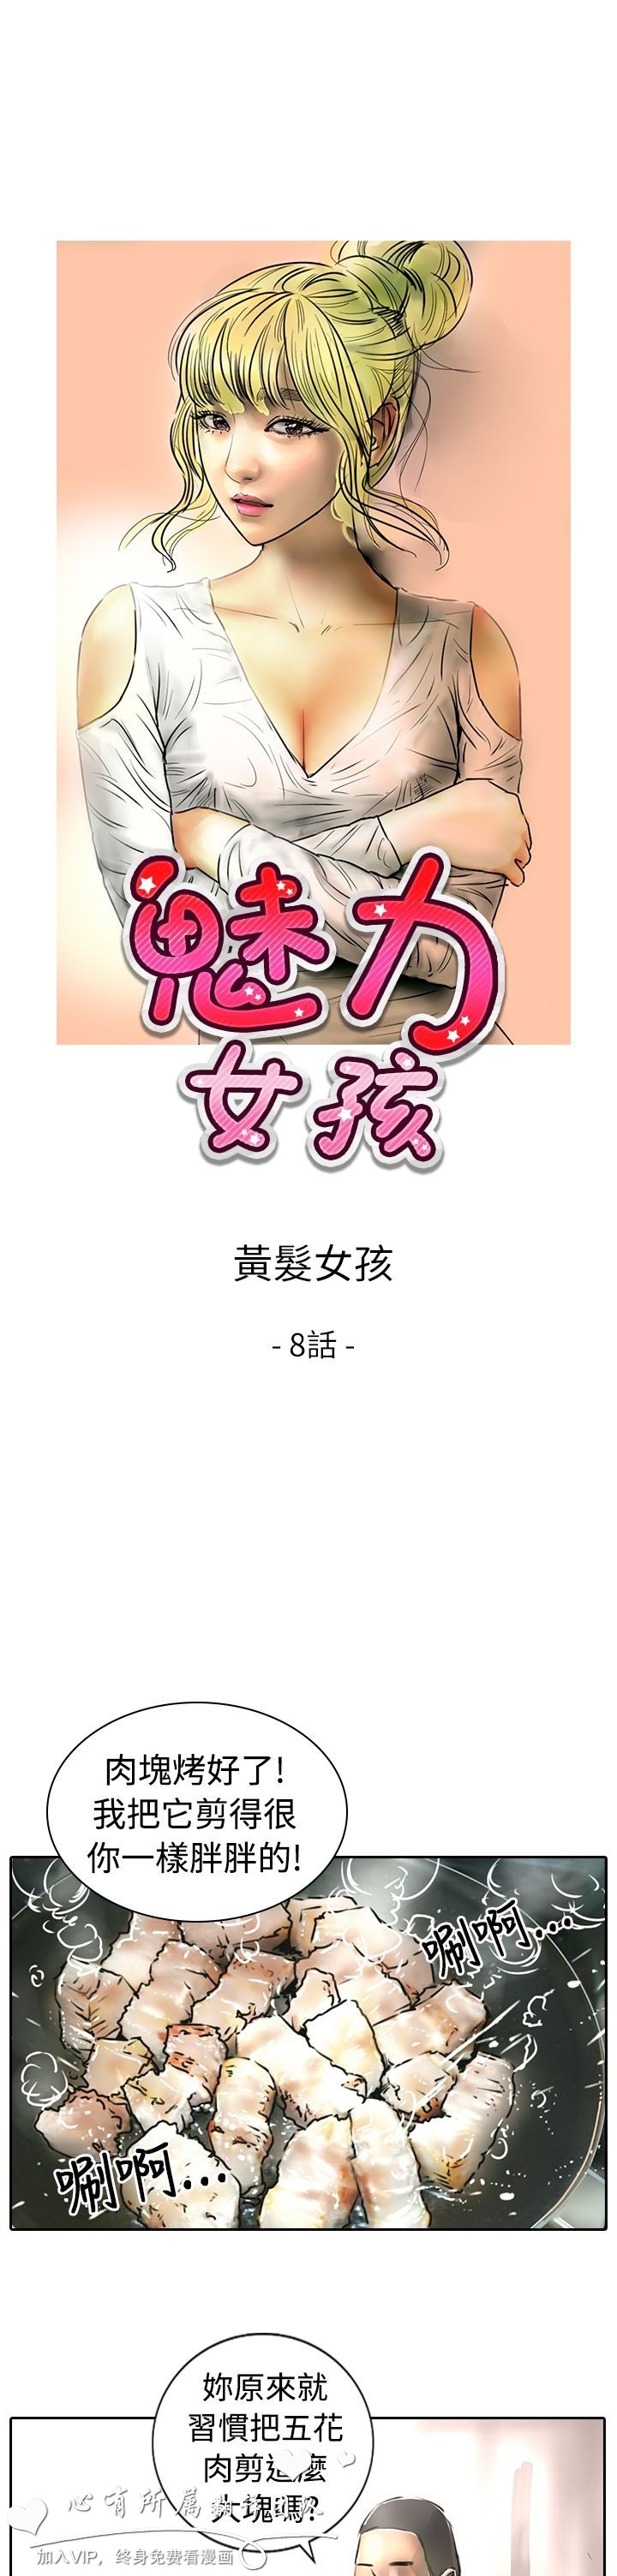 魅力
女孩
黃髮女孩
- 8話 -
肉塊烤好了!
我把它剪得很
你一樣胖胖的!
唰啊...
唰啊...
妳原來就
習慣把五花
肉剪這麼
大塊嗎?
心有所属翻
加入VIP，终身免费看漫画